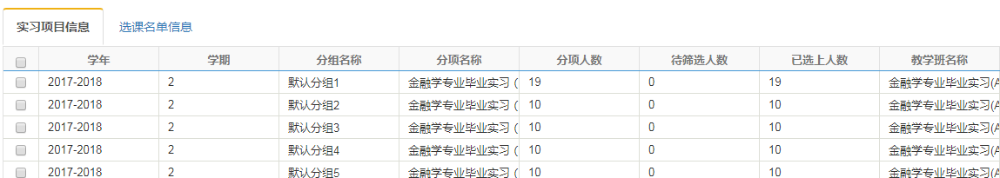 实习项目信息 选课名单信息
学年 学期 分组名称 分项名称 分项人数 待筛选人数 已选上人数 教学班名称
2017-2018 2 默认分组1 金融学专业毕业实习 ( 19 0 19 金融学专业毕业实习(A
2017-2018 2 默认分组2 金融学专业毕业实习 ( 10 0 10 金融学专业毕业实习(A
2017-2018 2 默认分组3 金融学专业毕业实习 ( 10 0 10 金融学专业毕业实习(A
2017-2018 2 默认分组4 金融学专业毕业实习 ( 10 0 10 金融学专业毕业实习(A
2017-2018 2 默认分组5 金融学专业毕业实习 ( 10 0 10 金融学专业毕业实习(A